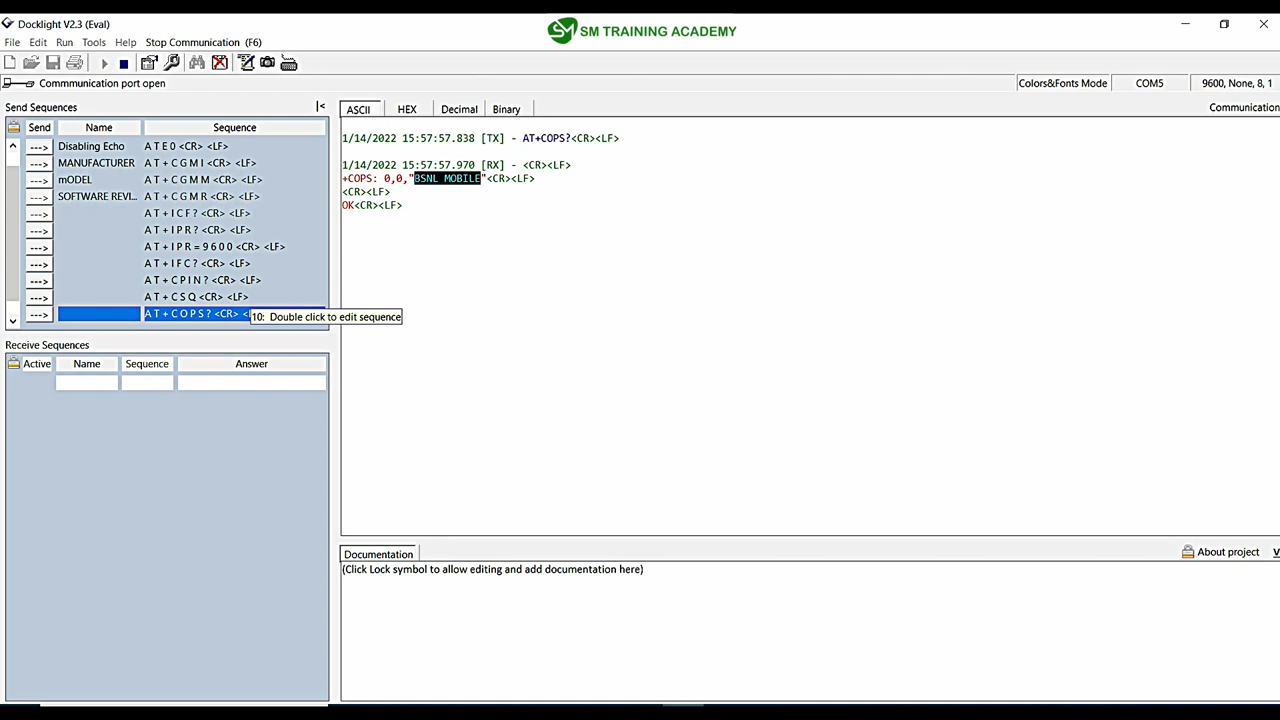 Docklight V2.3 (Eval)
SM TRAINING ACADEMY
File Edit Run Tools Help Stop Communication (F6)
Commmunication port open
Colors&Fonts Mode COM5 9600, None, 8, 1
Send Sequences
Send Name Sequence
---> Disabling Echo A T E 0 <CR> <LF>
---> MANUFACTURER A T + C G M I <CR> <LF>
---> mODEL A T + C G M M <CR> <LF>
---> SOFTWARE REVI... A T + C G M R <CR> <LF>
---> A T + I C F ? <CR> <LF>
---> A T + I P R ? <CR> <LF>
---> A T + I P R = 9 6 0 0 <CR> <LF>
---> A T + I F C ? <CR> <LF>
---> A T + C P I N ? <CR> <LF>
---> A T + C S Q <CR> <LF>
---> A T + C O P S ? <CR>
10: Double click to edit sequence
Receive Sequences
Active Name Sequence Answer
ASCII HEX Decimal Binary
Communication
1/14/2022 15:57:57.838 [TX] - AT+COPS?<CR><LF>
1/14/2022 15:57:57.970 [RX] - <CR><LF>
+COPS: 0,0,"BSNL MOBILE"<CR><LF>
<CR><LF>
OK<CR><LF>
Documentation
About project
(Click Lock symbol to allow editing and add documentation here)